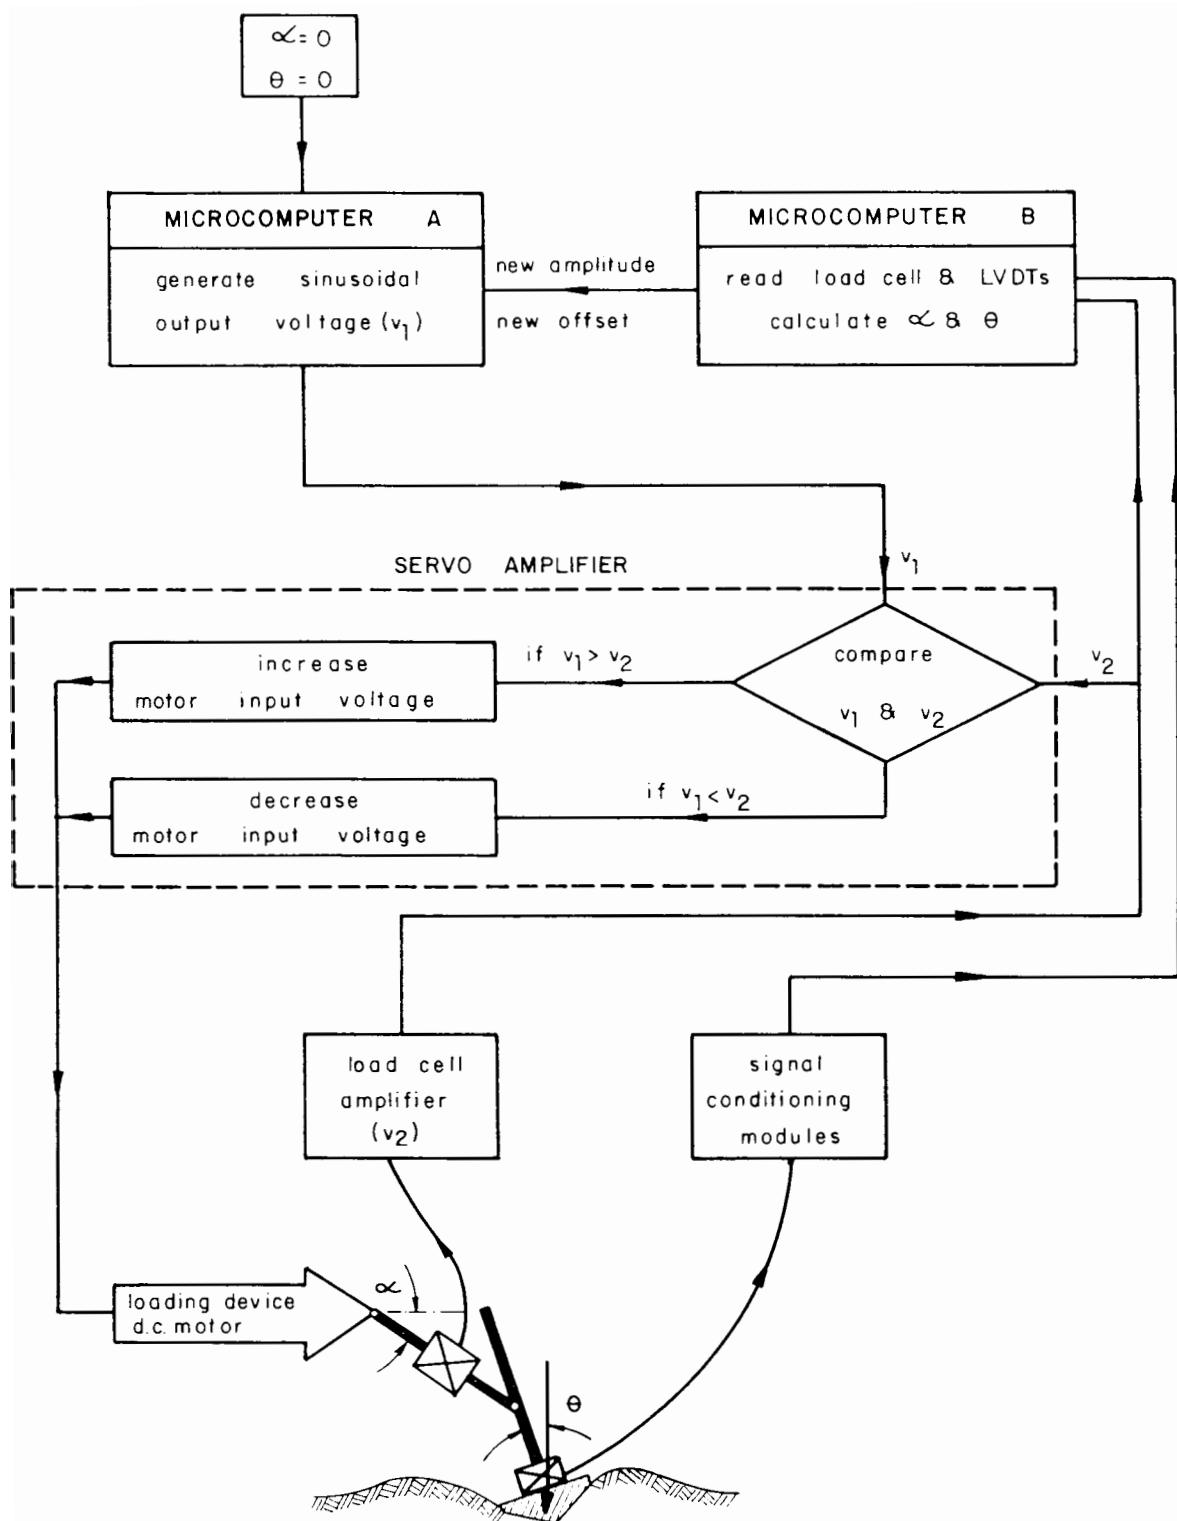 α = 0
θ = 0
MICROCOMPUTER A
generate sinusoidal
output voltage (v₁)
new amplitude
new offset
MICROCOMPUTER B
read load cell & LVDTs
calculate α & θ
v₁
SERVO AMPLIFIER
compare
v₁ & v₂
v₂
if v₁ > v₂
increase
motor input voltage
if v₁ < v₂
decrease
motor input voltage
load cell
amplifier
(v₂)
signal
conditioning
modules
loading device
d.c. motor
α
θ